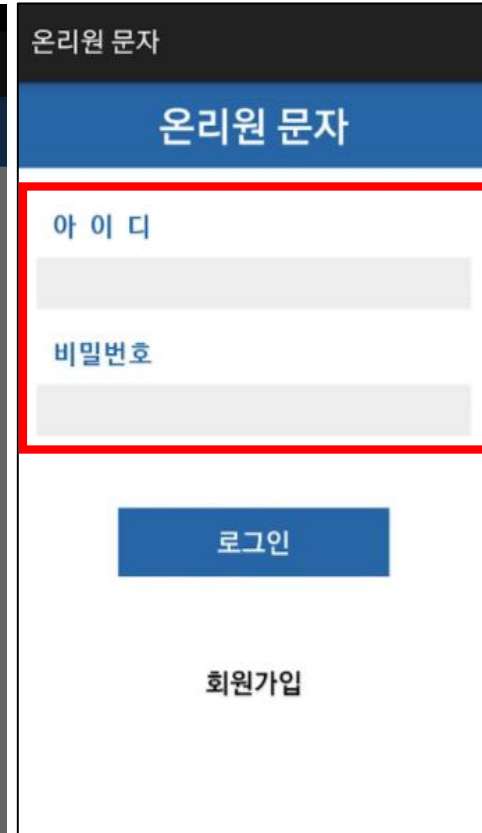 온리원 문자
온리원 문자
아 이 디
비밀번호
로그인
회원가입